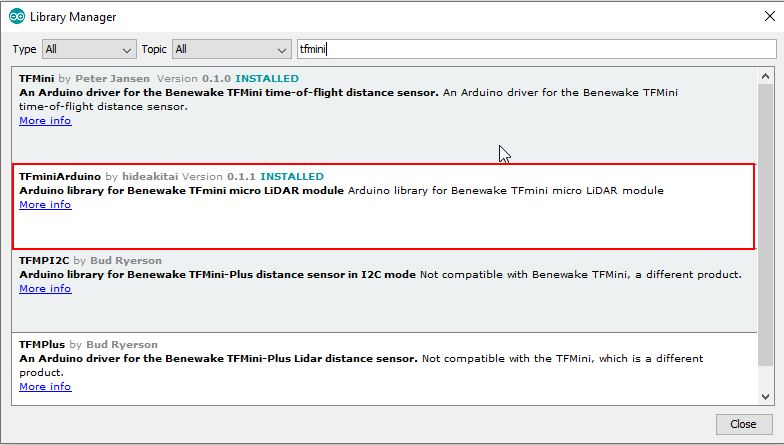 Library Manager
Type All Topic All tfmini
TFMini by Peter Jansen Version 0.1.0 INSTALLED
An Arduino driver for the Benewake TFMini time-of-flight distance sensor. An Arduino driver for the Benewake TFMini
time-of-flight distance sensor.
More info
TFminiArduino by hideakitai Version 0.1.1 INSTALLED
Arduino library for Benewake TFmini micro LiDAR module Arduino library for Benewake TFmini micro LiDAR module
More info
TFMPI2C by Bud Ryerson
Arduino library for Benewake TFMini-Plus distance sensor in I2C mode Not compatible with Benewake TFMini, a different product.
More info
TFMPlus by Bud Ryerson
An Arduino driver for the Benewake TFMini-Plus Lidar distance sensor. Not compatible with the TFMini, which is a different
product.
More info
Close